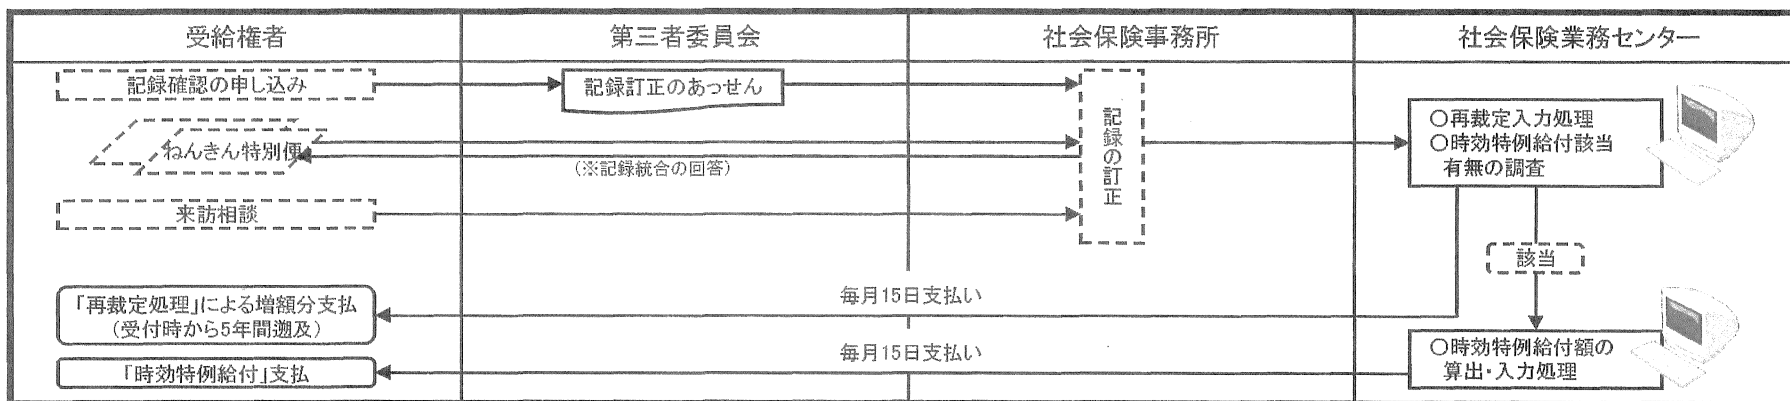 受給権者
第三者委員会
社会保険事務所
社会保険業務センター
記録確認の申し込み
記録訂正のあっせん
記録の訂正
○再裁定入力処理
○時効特例給付該当
有無の調査
ねんきん特別便
(※記録統合の回答)
来訪相談
該当
「再裁定処理」による増額分支払
(受付時から5年間遡及)
毎月15日支払い
「時効特例給付」支払
毎月15日支払い
○時効特例給付額の
算出・入力処理